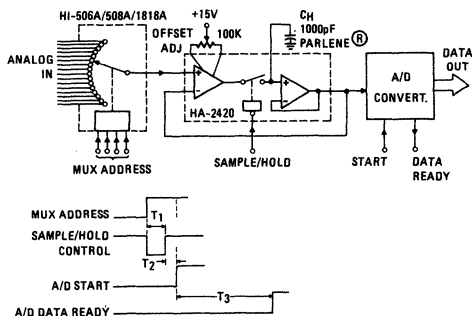 HI-506A/508A/1818A
+15V
OFFSET
ADJ
100K
CH
1000pF
PARLENE ®
ANALOG
IN
+
-
+
-
HA-2420
A/D
CONVERT.
DATA
OUT
MUX ADDRESS
SAMPLE/HOLD
START
DATA
READY
MUX ADDRESS
T1
SAMPLE/HOLD
CONTROL
T2
A/D START
T3
A/D DATA READY